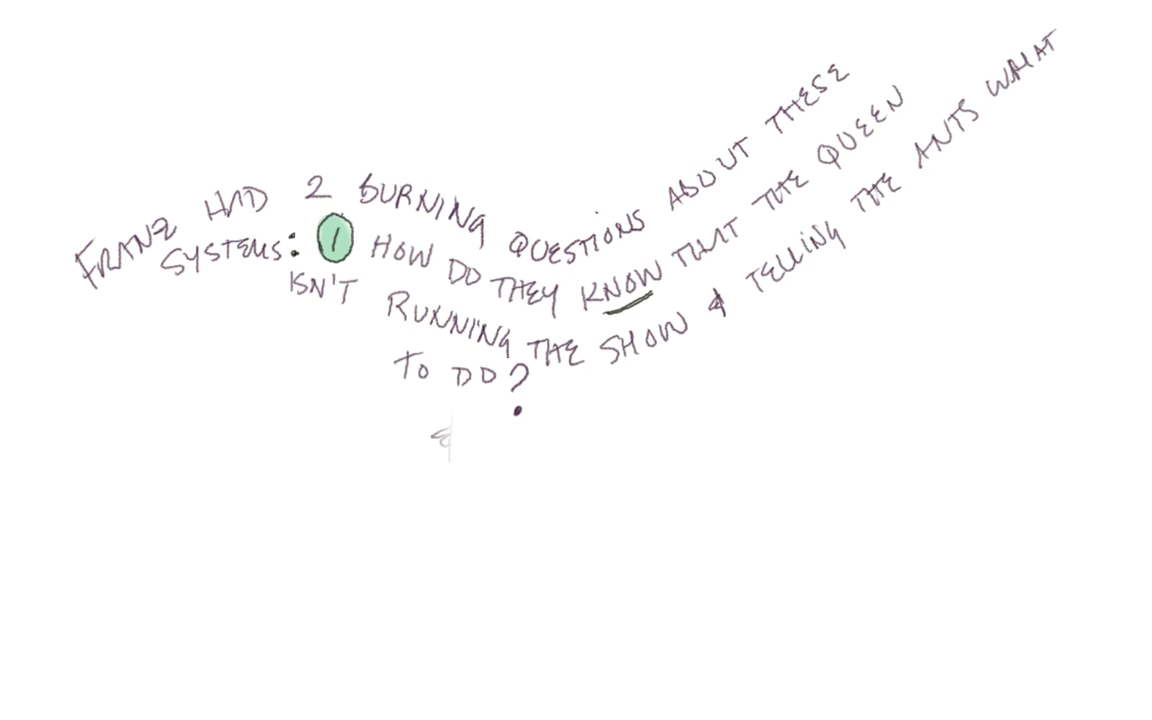 FRANZ HAD 2 BURNING QUESTIONS ABOUT THESE
SYSTEMS: 1 HOW DO THEY KNOW THAT THE QUEEN
ISN'T RUNNING THE SHOW & TELLING THE ANTS WHAT
TO DO?